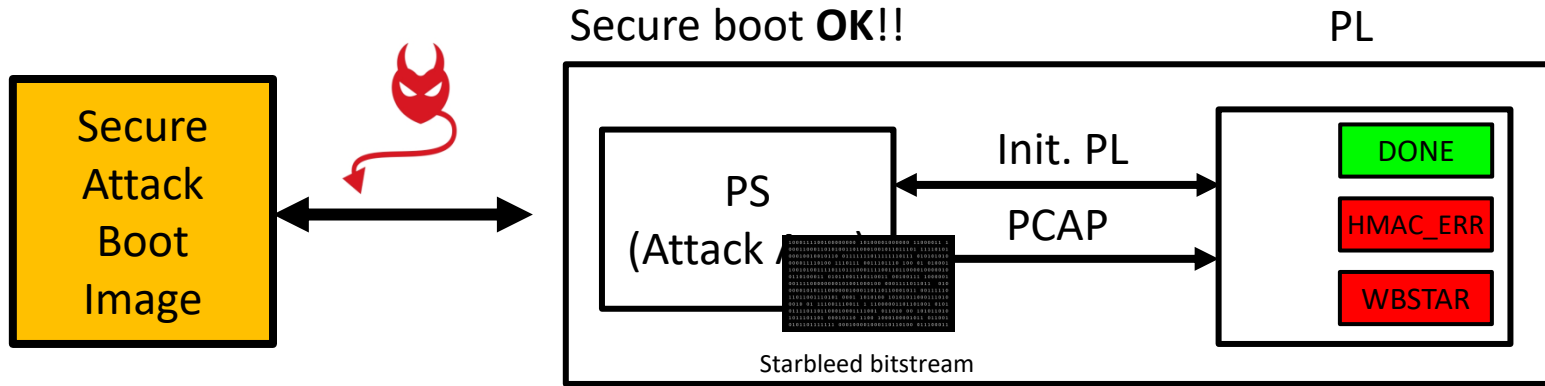 Secure boot OK!!
PL
Secure
Attack
Boot
Image
PS
(Attack
Init. PL
PCAP
DONE
HMAC_ERR
WBSTAR
Starbleed bitstream